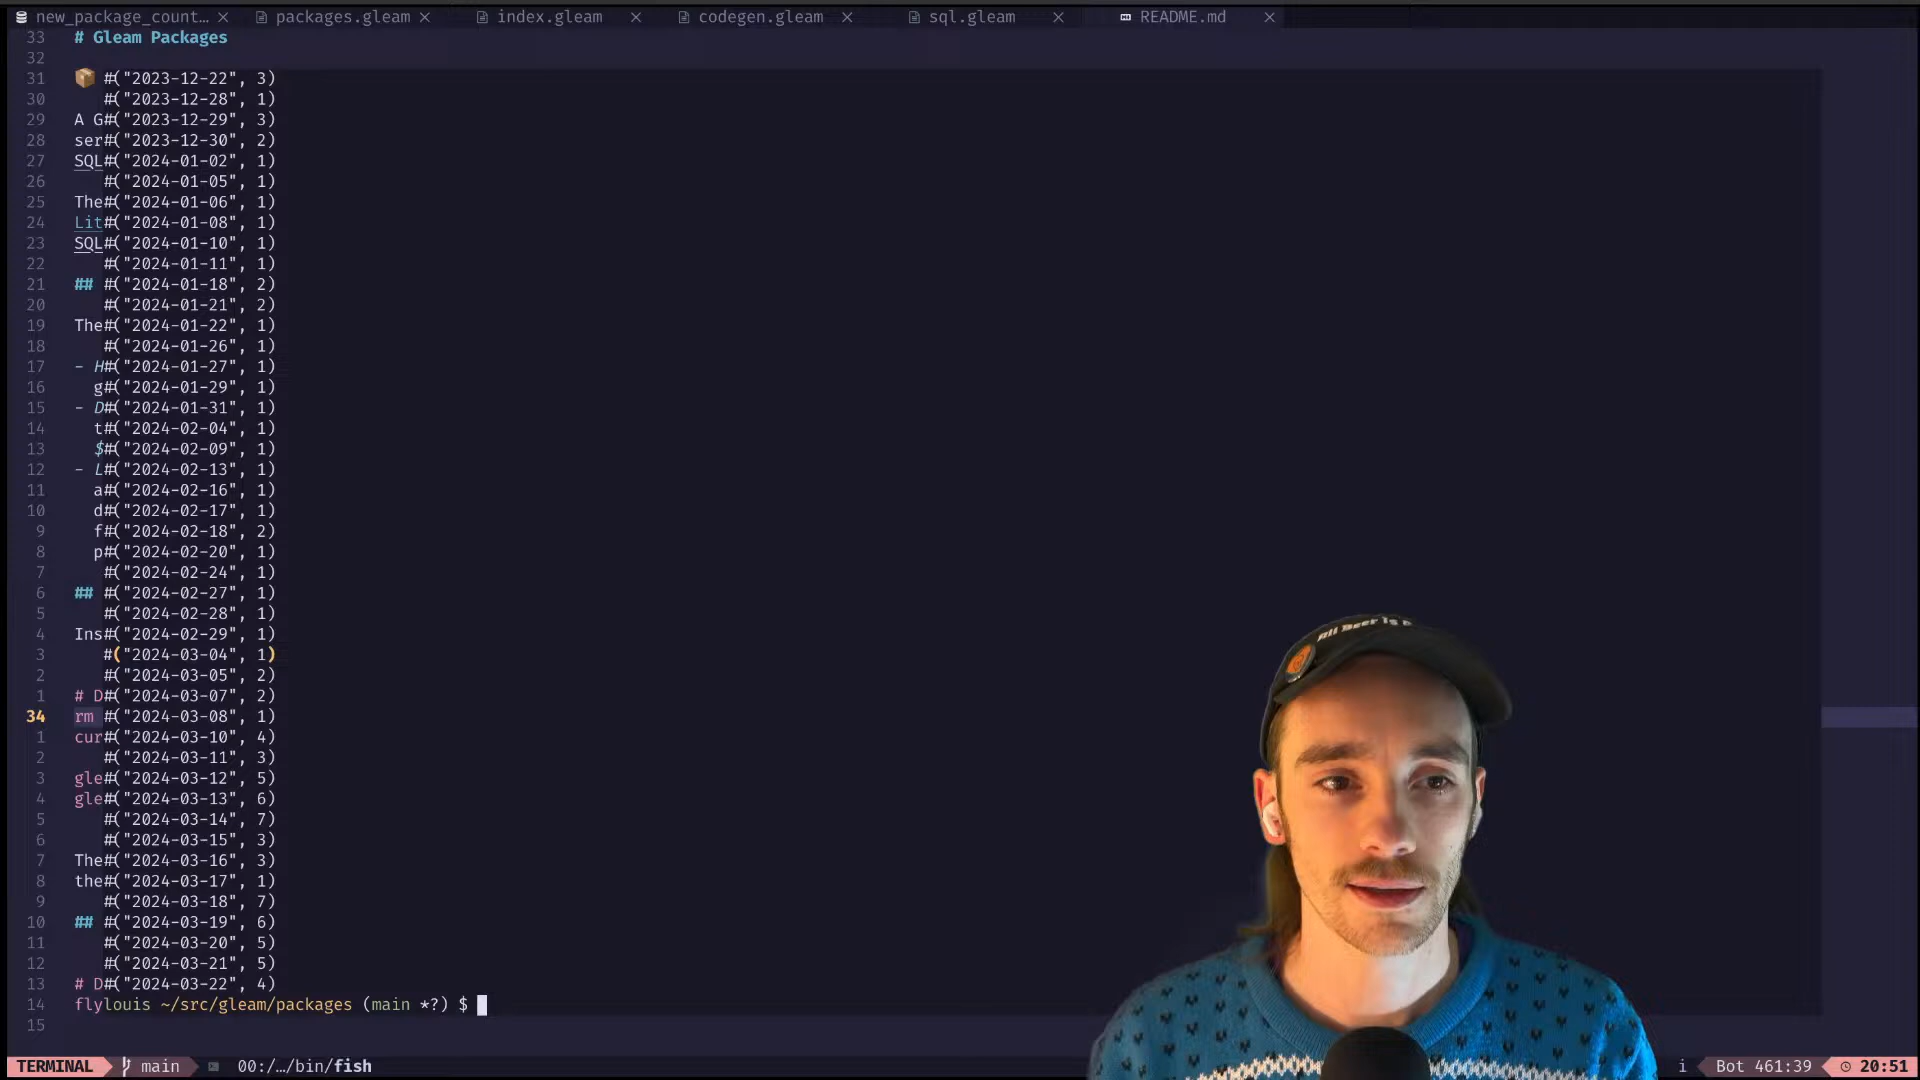 new_package_count... × packages.gleam × index.gleam × codegen.gleam × sql.gleam × README.md ×
33 # Gleam Packages
32
31 📦 #("2023-12-22", 3)
30 #("2023-12-28", 1)
29 A G#("2023-12-29", 3)
28 ser#("2023-12-30", 2)
27 SQL#("2024-01-02", 1)
26 #("2024-01-05", 1)
25 The#("2024-01-06", 1)
24 Lit#("2024-01-08", 1)
23 SQL#("2024-01-10", 1)
22 #("2024-01-11", 1)
21 ## #("2024-01-18", 2)
20 #("2024-01-21", 2)
19 The#("2024-01-22", 1)
18 #("2024-01-26", 1)
17 - H#("2024-01-27", 1)
16 g#("2024-01-29", 1)
15 - D#("2024-01-31", 1)
14 t#("2024-02-04", 1)
13 $#("2024-02-09", 1)
12 - L#("2024-02-13", 1)
11 a#("2024-02-16", 1)
10 d#("2024-02-17", 1)
9 f#("2024-02-18", 2)
8 p#("2024-02-20", 1)
7 #("2024-02-24", 1)
6 ## #("2024-02-27", 1)
5 #("2024-02-28", 1)
4 Ins#("2024-02-29", 1)
3 #("2024-03-04", 1)
2 #("2024-03-05", 2)
1 # D#("2024-03-07", 2)
34 rm #("2024-03-08", 1)
1 cur#("2024-03-10", 4)
2 #("2024-03-11", 3)
3 gle#("2024-03-12", 5)
4 gle#("2024-03-13", 6)
5 #("2024-03-14", 7)
6 #("2024-03-15", 3)
7 The#("2024-03-16", 3)
8 the#("2024-03-17", 1)
9 #("2024-03-18", 7)
10 ## #("2024-03-19", 6)
11 #("2024-03-20", 5)
12 #("2024-03-21", 5)
13 # D#("2024-03-22", 4)
14 flylouis ~/src/gleam/packages (main *?) $
15
All Beer is
TERMINAL main 00:/…/bin/fish i Bot 461:39 20:51